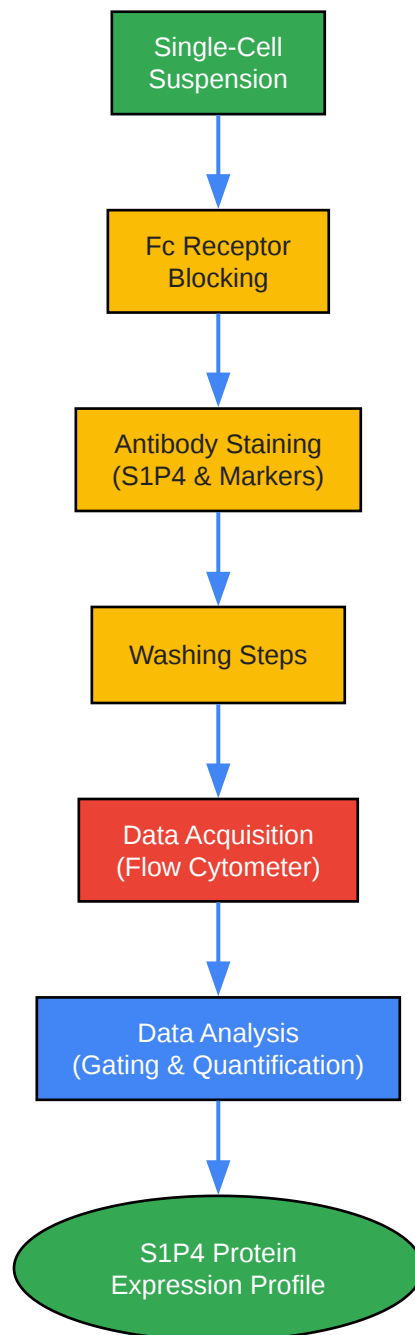 Single-Cell
Suspension
Fc Receptor
Blocking
Antibody Staining
(S1P4 & Markers)
Washing Steps
Data Acquisition
(Flow Cytometer)
Data Analysis
(Gating & Quantification)
S1P4 Protein
Expression Profile